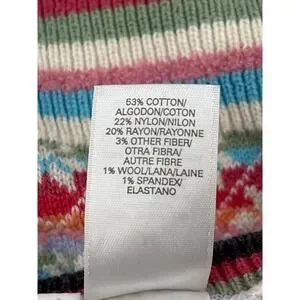 53% COTTON/
ALGODON/COTON
22% NYLON/NILON
20% RAYON/RAYONNE
3% OTHER FIBER/
OTRA FIBRA/
AUTRE FIBRE
1% WOOL/LANA/LAINE
1% SPANDEX/
ELASTANO